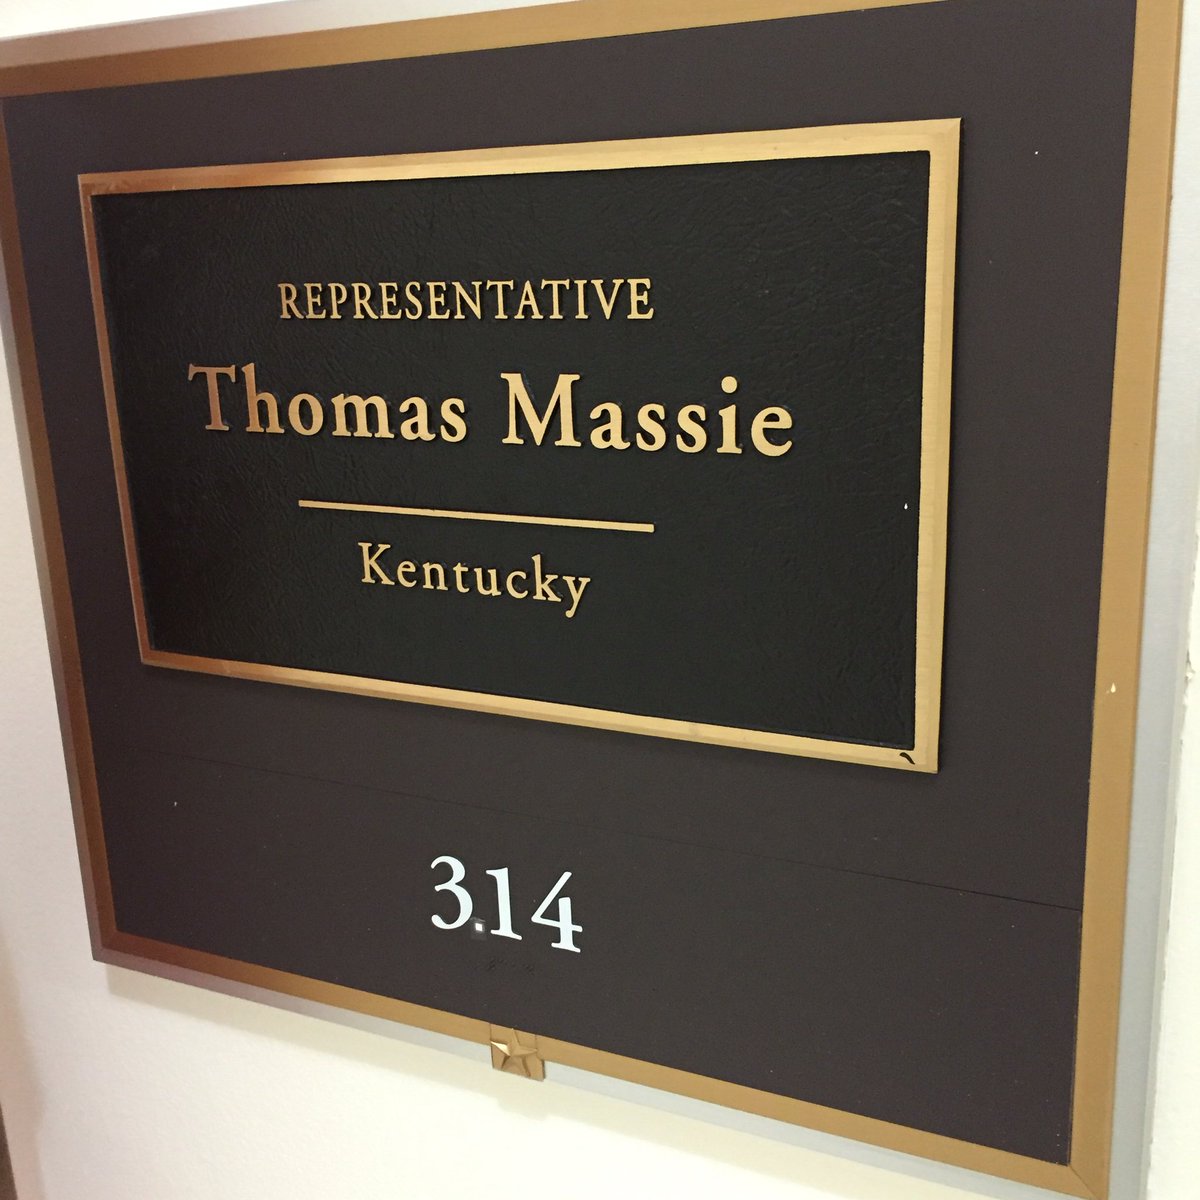 REPRESENTATIVE
Thomas Massie
Kentucky
3.14